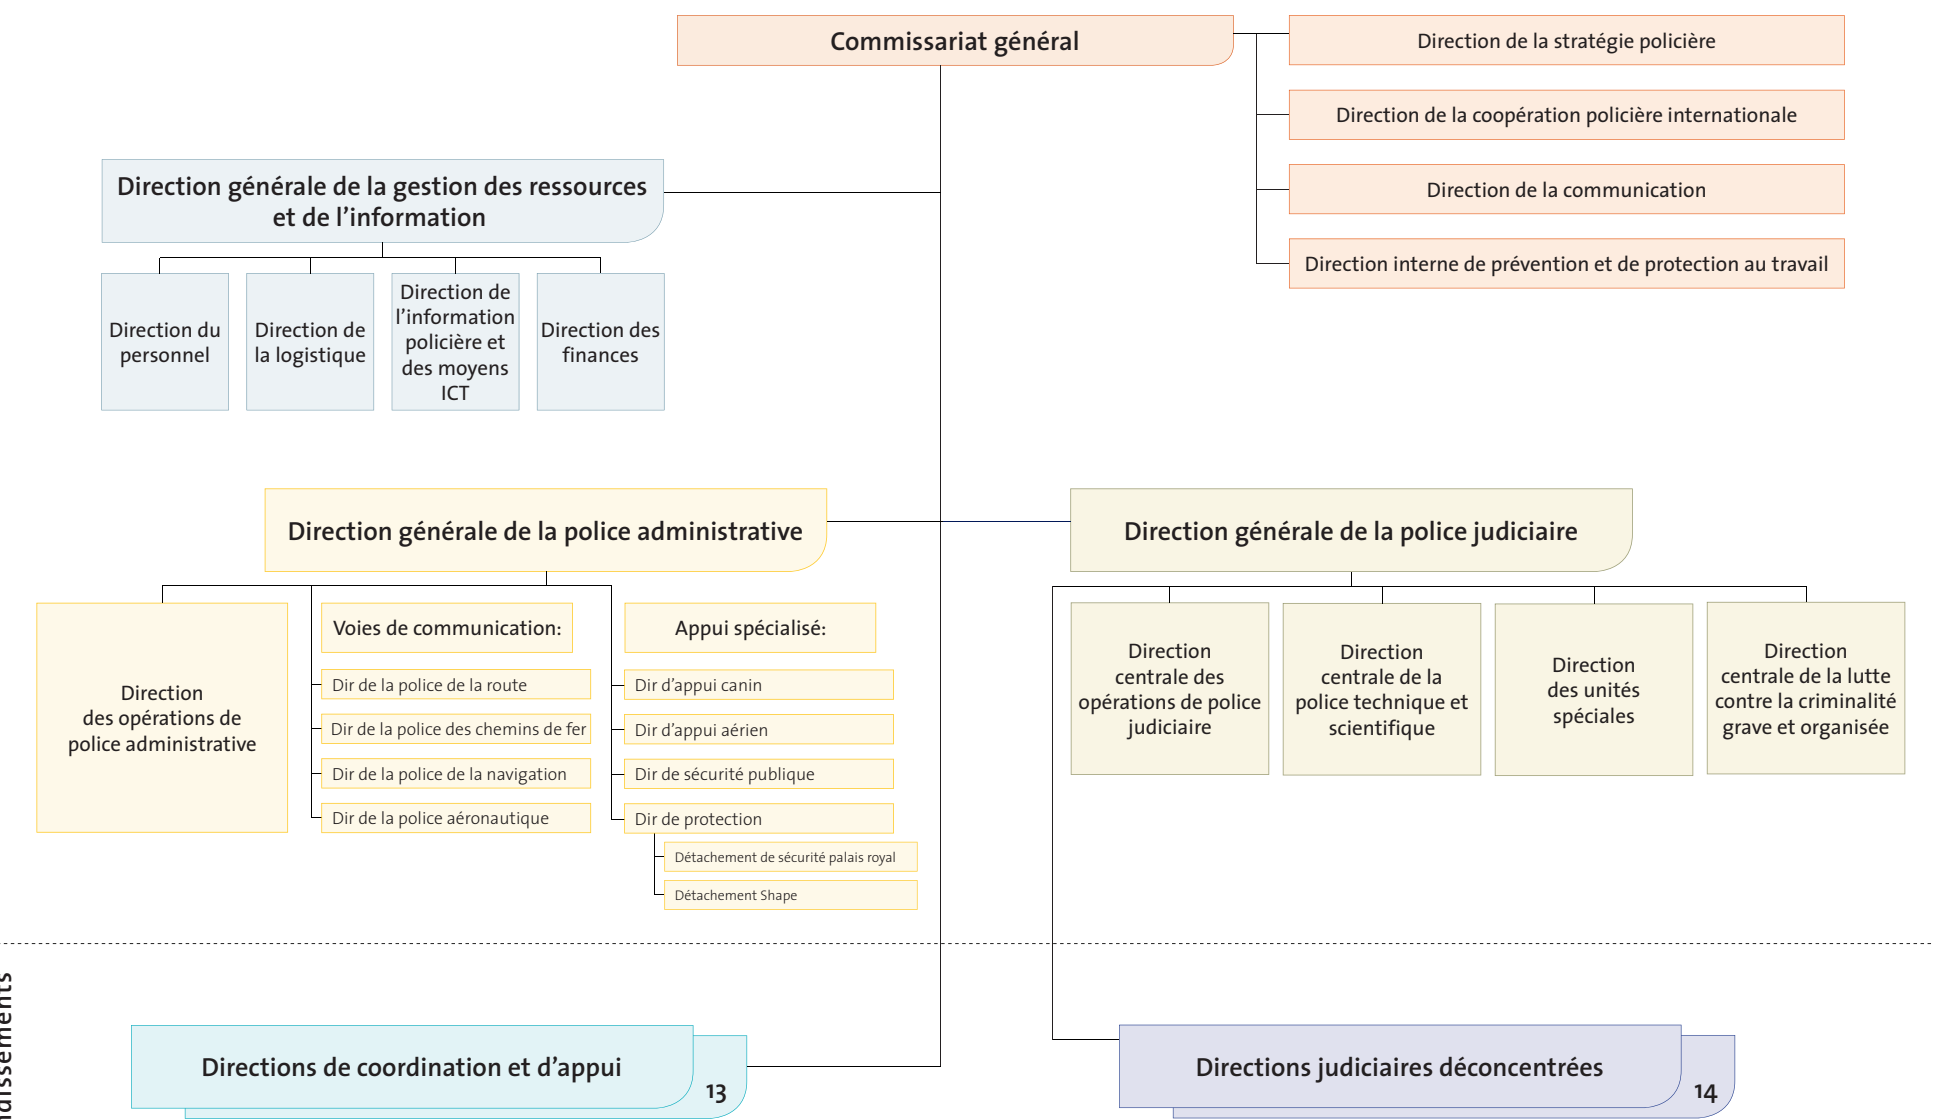 Commissariat général
Direction de la stratégie policière
Direction de la coopération policière internationale
Direction de la communication
Direction interne de prévention et de protection au travail
Direction générale de la gestion des ressources
et de l’information
Direction du
personnel
Direction de
la logistique
Direction de
l’information
policière et
des moyens
ICT
Direction des
finances
Direction générale de la police administrative
Direction
des opérations de
police administrative
Voies de communication:
Dir de la police de la route
Dir de la police des chemins de fer
Dir de la police de la navigation
Dir de la police aéronautique
Appui spécialisé:
Dir d’appui canin
Dir d’appui aérien
Dir de sécurité publique
Dir de protection
Détachement de sécurité palais royal
Détachement Shape
Direction générale de la police judiciaire
Direction
centrale des
opérations de police
judiciaire
Direction
centrale de la
police technique et
scientifique
Direction
des unités
spéciales
Direction
centrale de la lutte
contre la criminalité
grave et organisée
Directions de coordination et d’appui
13
Directions judiciaires déconcentrées
14